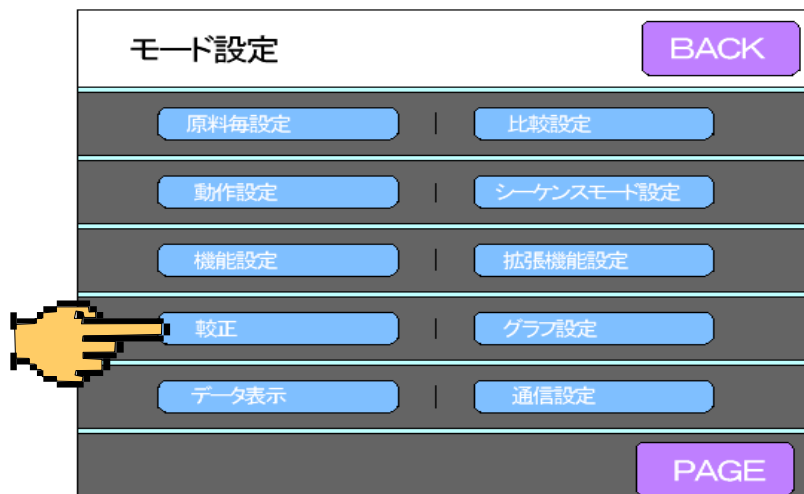 モード設定 BACK
原料毎設定 比較設定
動作設定 シーケンスモード設定
機能設定 拡張機能設定
較正 グラフ設定
データ表示 通信設定
PAGE